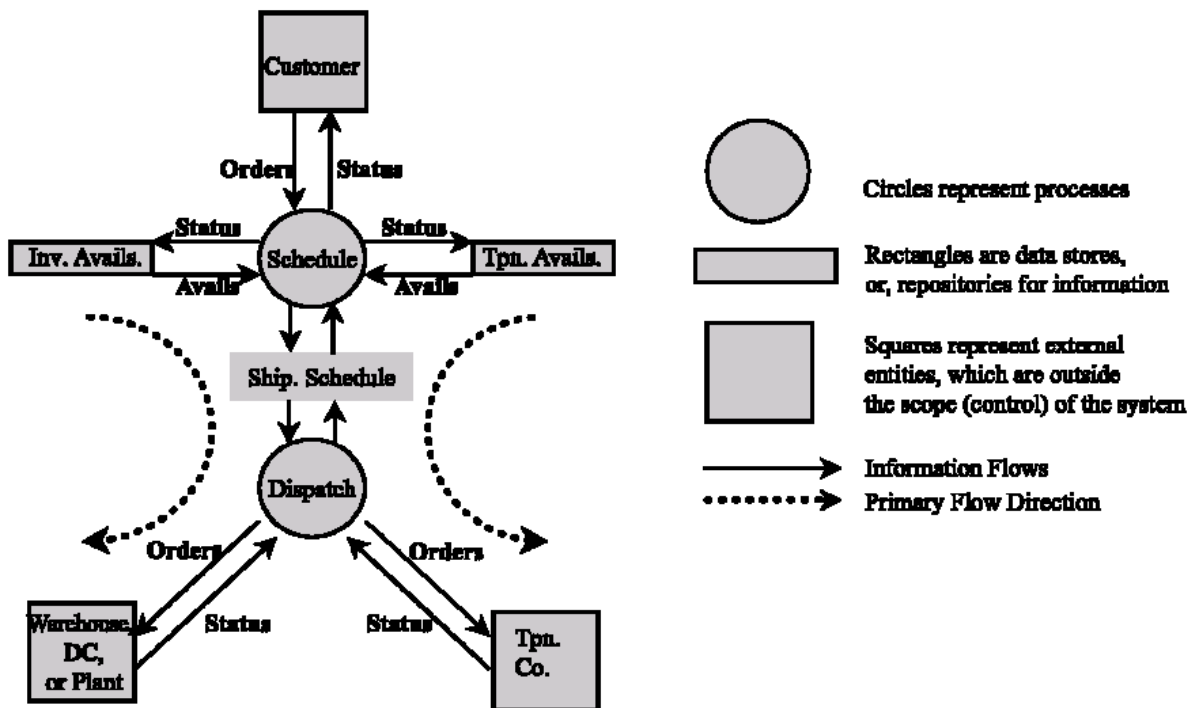 Customer
Orders
Status
Status
Status
Inv. Avails.
Schedule
Tpn. Avails.
Avails
Avails
Ship. Schedule
Dispatch
Orders
Orders
Status
Status
Warehouse,
DC,
or Plant
Tpn.
Co.
Circles represent processes
Rectangles are data stores,
or, repositories for information
Squares represent external
entities, which are outside
the scope (control) of the system
Information Flows
Primary Flow Direction